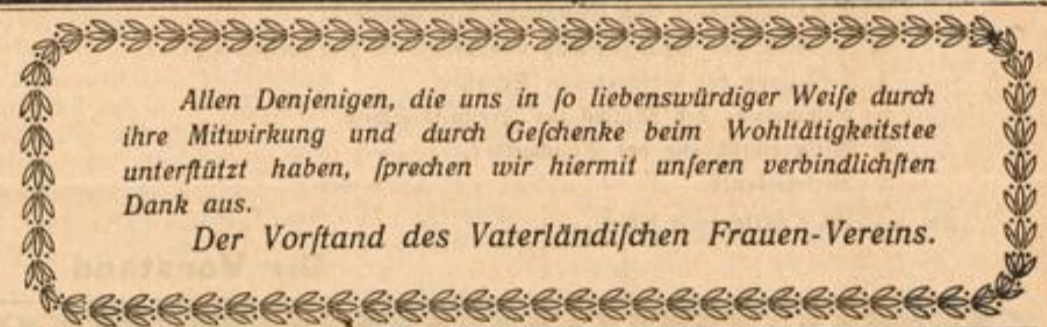 Allen Denjenigen, die uns in ſo liebenswürdiger Weiſe durch
ihre Mitwirkung und durch Geſchenke beim Wohltätigkeitstee
unterſtützt haben, ſprechen wir hiermit unſeren verbindlichſten
Dank aus.
Der Vorſtand des Vaterländiſchen Frauen-Vereins.